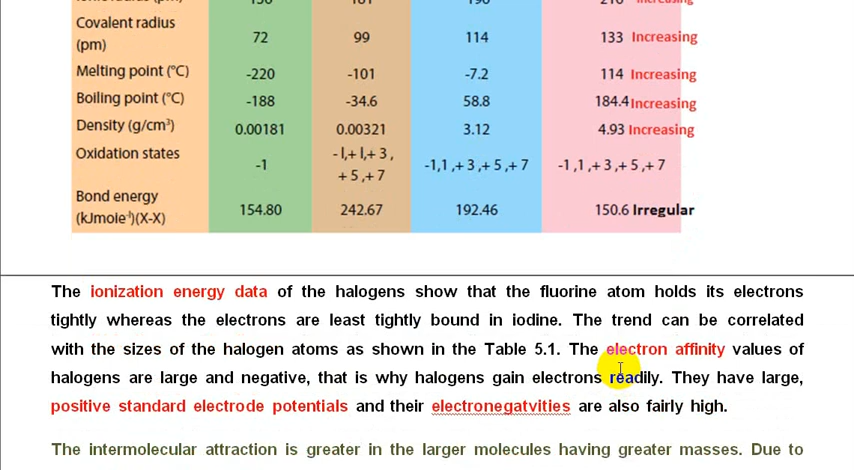 Covalent radius
(pm) 72 99 114 133 Increasing
Melting point (°C) -220 -101 -7.2 114 Increasing
Boiling point (°C) -188 -34.6 58.8 184.4 Increasing
Density (g/cm³) 0.00181 0.00321 3.12 4.93 Increasing
Oxidation states -1 -1,+1,+3, -1,1,+3,+5,+7 -1,1,+3,+5,+7
+5,+7
Bond energy
(kJmole⁻¹)(X-X) 154.80 242.67 192.46 150.6 Irregular
The ionization energy data of the halogens show that the fluorine atom holds its electrons
tightly whereas the electrons are least tightly bound in iodine. The trend can be correlated
with the sizes of the halogen atoms as shown in the Table 5.1. The electron affinity values of
halogens are large and negative, that is why halogens gain electrons readily. They have large,
positive standard electrode potentials and their electronegatvities are also fairly high.
The intermolecular attraction is greater in the larger molecules having greater masses. Due to